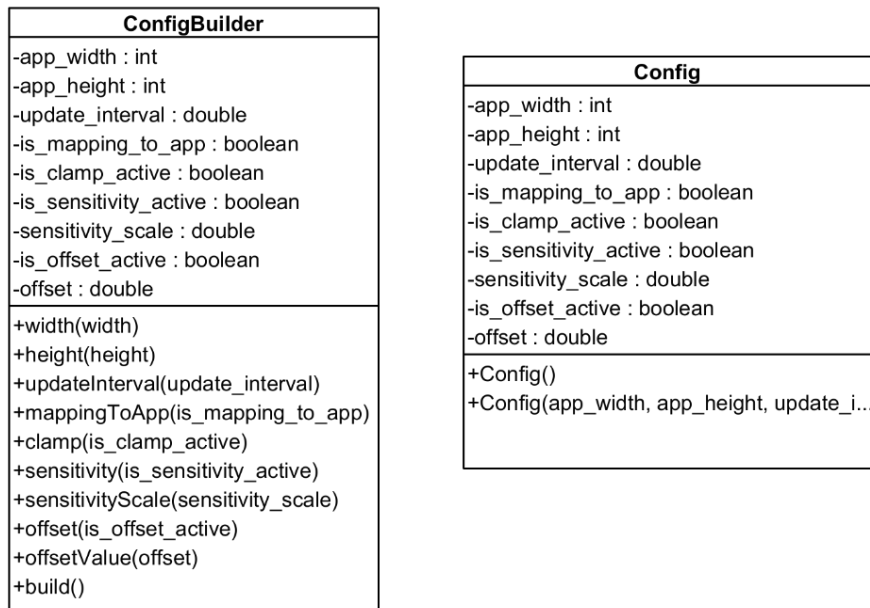 ConfigBuilder
-app_width : int
-app_height : int
-update_interval : double
-is_mapping_to_app : boolean
-is_clamp_active : boolean
-is_sensitivity_active : boolean
-sensitivity_scale : double
-is_offset_active : boolean
-offset : double
+width(width)
+height(height)
+updateInterval(update_interval)
+mappingToApp(is_mapping_to_app)
+clamp(is_clamp_active)
+sensitivity(is_sensitivity_active)
+sensitivityScale(sensitivity_scale)
+offset(is_offset_active)
+offsetValue(offset)
+build()
Config
-app_width : int
-app_height : int
-update_interval : double
-is_mapping_to_app : boolean
-is_clamp_active : boolean
-is_sensitivity_active : boolean
-sensitivity_scale : double
-is_offset_active : boolean
-offset : double
+Config()
+Config(app_width, app_height, update_i...